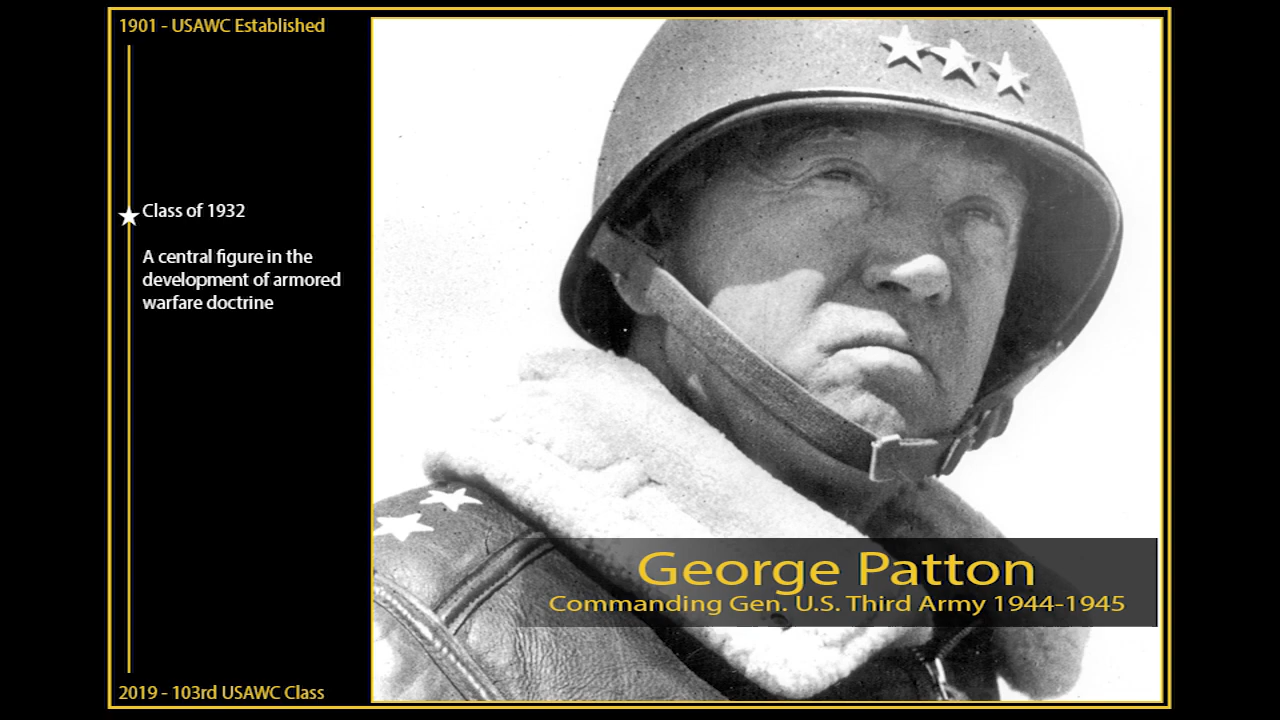 1901 - USAWC Established
Class of 1932
A central figure in the
development of armored
warfare doctrine
George Patton
Commanding Gen. U.S. Third Army 1944-1945
2019 - 103rd USAWC Class